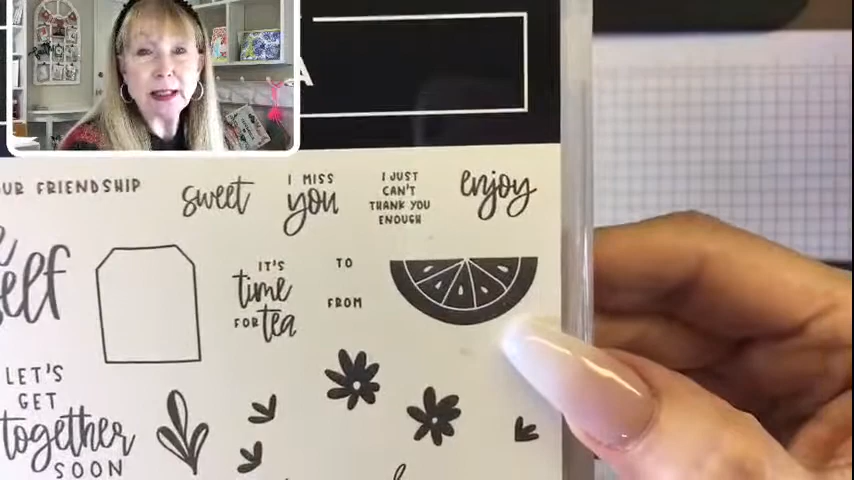 A
UR FRIENDSHIP
sweet
I MISS
you
I JUST
CAN'T
THANK YOU
ENOUGH
enjoy
elf
IT'S
time
FOR tea
TO
FROM
LET'S
GET
together
SOON